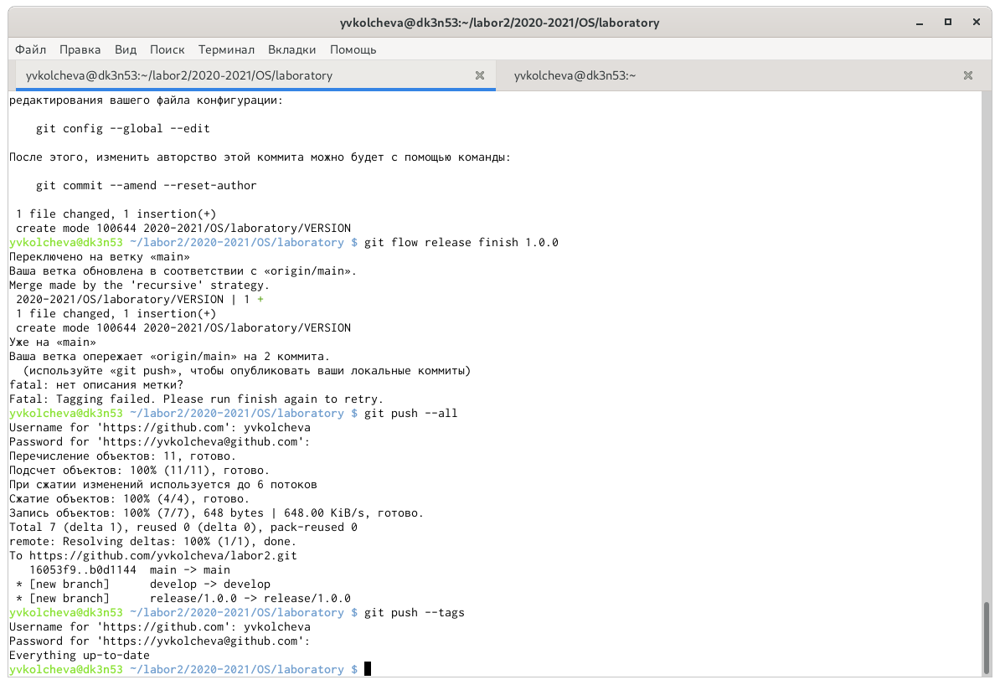 yvkolcheva@dk3n53:~/labor2/2020-2021/OS/laboratory
Файл Правка Вид Поиск Терминал Вкладки Помощь
yvkolcheva@dk3n53:~/labor2/2020-2021/OS/laboratory yvkolcheva@dk3n53:~
редактирования вашего файла конфигурации:
git config --global --edit
После этого, изменить авторство этой коммита можно будет с помощью команды:
git commit --amend --reset-author
1 file changed, 1 insertion(+)
create mode 100644 2020-2021/OS/laboratory/VERSION
yvkolcheva@dk3n53 ~/labor2/2020-2021/OS/laboratory $ git flow release finish 1.0.0
Переключено на ветку «main»
Ваша ветка обновлена в соответствии с «origin/main».
Merge made by the 'recursive' strategy.
2020-2021/OS/laboratory/VERSION | 1 +
1 file changed, 1 insertion(+)
create mode 100644 2020-2021/OS/laboratory/VERSION
Уже на «main»
Ваша ветка опережает «origin/main» на 2 коммита.
(используйте «git push», чтобы опубликовать ваши локальные коммиты)
fatal: нет описания метки?
Fatal: Tagging failed. Please run finish again to retry.
yvkolcheva@dk3n53 ~/labor2/2020-2021/OS/laboratory $ git push --all
Username for 'https://github.com': yvkolcheva
Password for 'https://yvkolcheva@github.com':
Перечисление объектов: 11, готово.
Подсчет объектов: 100% (11/11), готово.
При сжатии изменений используется до 6 потоков
Сжатие объектов: 100% (4/4), готово.
Запись объектов: 100% (7/7), 648 bytes | 648.00 KiB/s, готово.
Total 7 (delta 1), reused 0 (delta 0), pack-reused 0
remote: Resolving deltas: 100% (1/1), done.
To https://github.com/yvkolcheva/labor2.git
16053f9..b0d1144 main -> main
* [new branch] develop -> develop
* [new branch] release/1.0.0 -> release/1.0.0
yvkolcheva@dk3n53 ~/labor2/2020-2021/OS/laboratory $ git push --tags
Username for 'https://github.com': yvkolcheva
Password for 'https://yvkolcheva@github.com':
Everything up-to-date
yvkolcheva@dk3n53 ~/labor2/2020-2021/OS/laboratory $